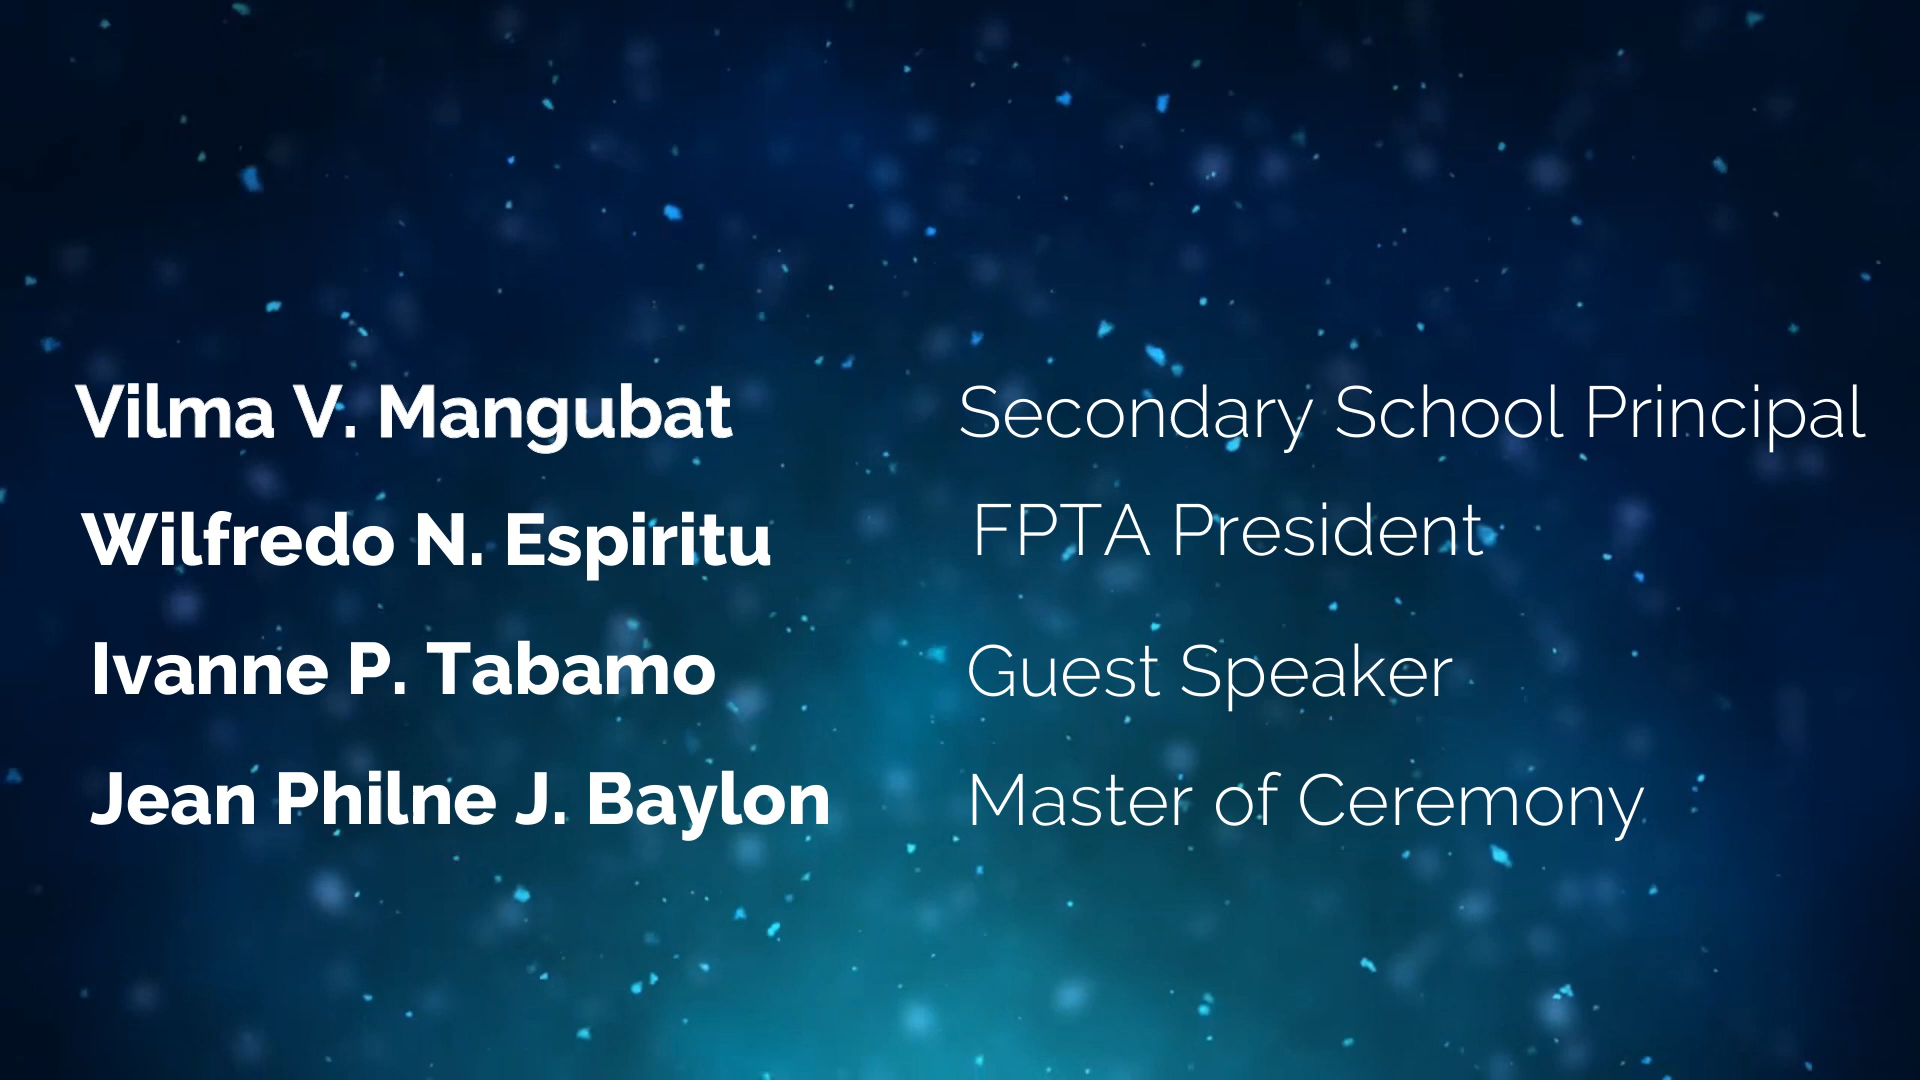 Vilma V. Mangubat Secondary School Principal
Wilfredo N. Espiritu FPTA President
Ivanne P. Tabamo Guest Speaker
Jean Philne J. Baylon Master of Ceremony